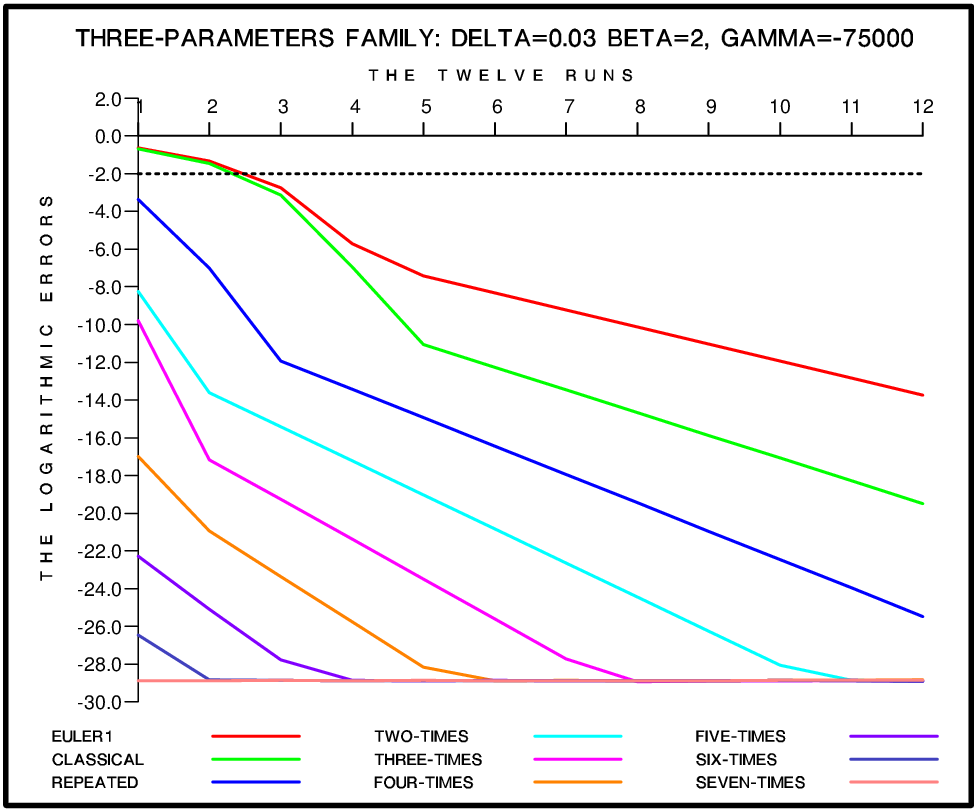 THREE-PARAMETERS FAMILY: DELTA=0.03 BETA=2, GAMMA=-75000
THE TWELVE RUNS
1 2 3 4 5 6 7 8 9 10 11 12
THE LOGARITHMIC ERRORS
2.0
0.0
-2.0
-4.0
-6.0
-8.0
-10.0
-12.0
-14.0
-16.0
-18.0
-20.0
-22.0
-24.0
-26.0
-28.0
-30.0
EULER1 TWO-TIMES FIVE-TIMES
CLASSICAL THREE-TIMES SIX-TIMES
REPEATED FOUR-TIMES SEVEN-TIMES